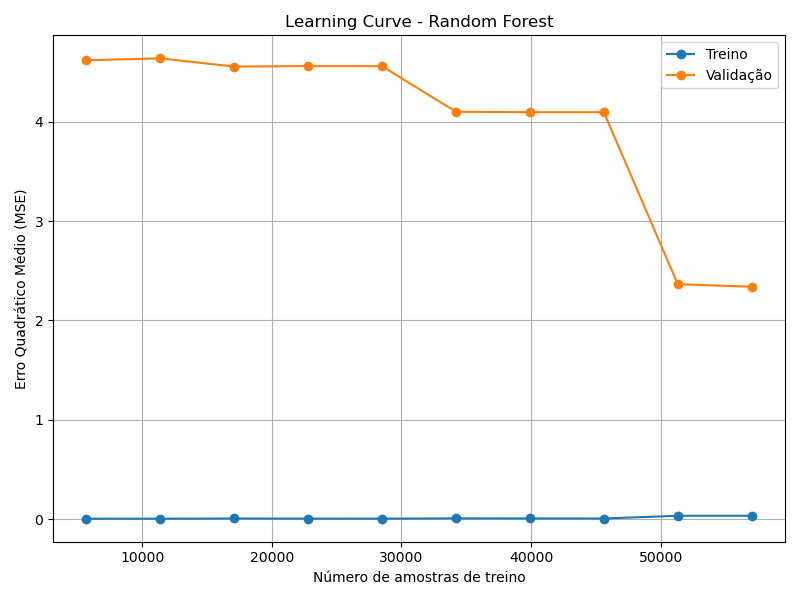 Learning Curve - Random Forest
Treino
Validação
Erro Quadrático Médio (MSE)
4
3
2
1
0
10000
20000
30000
40000
50000
Número de amostras de treino